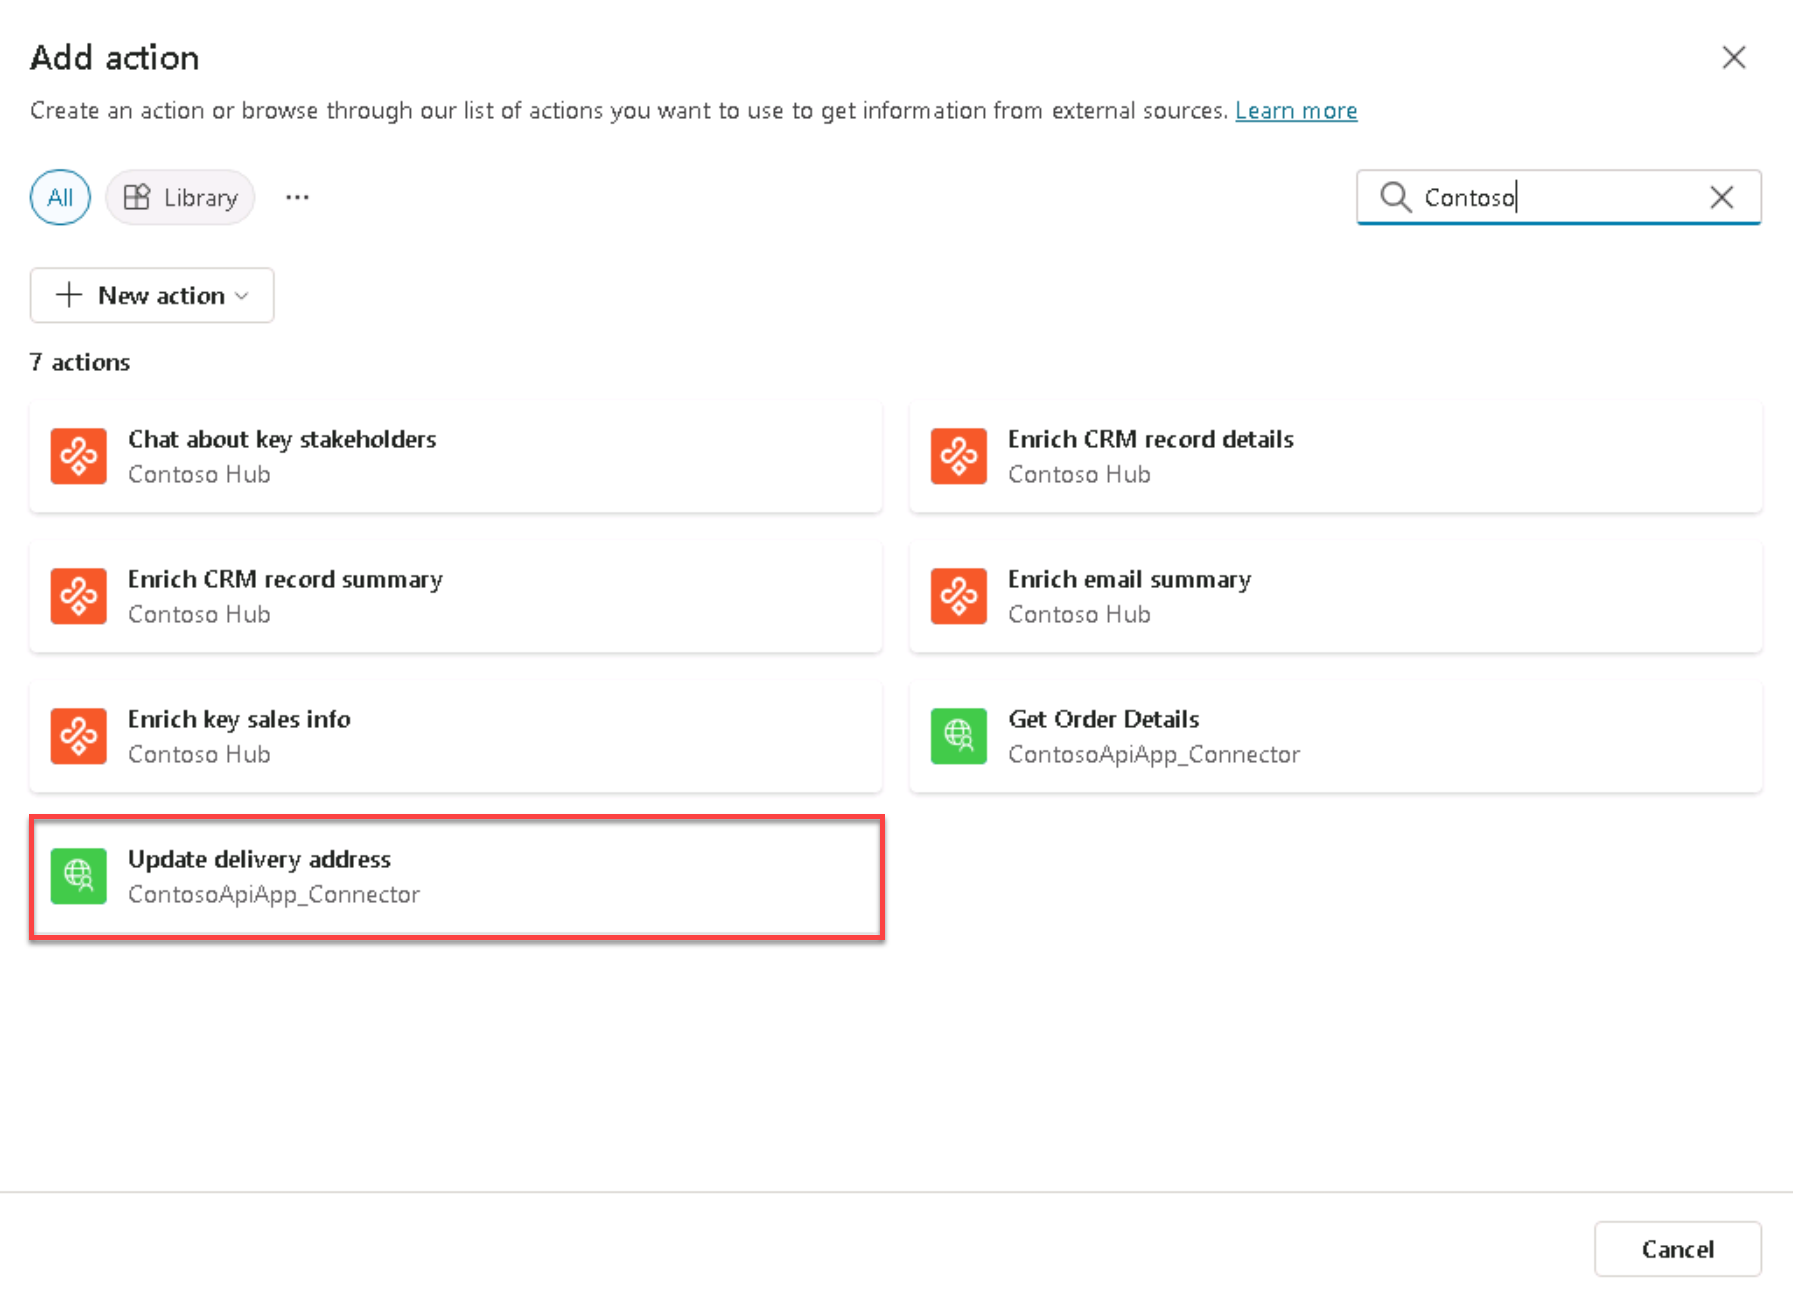 Add action
Create an action or browse through our list of actions you want to use to get information from external sources. Learn more
All
Library
...
Contoso
New action
7 actions
Chat about key stakeholders
Contoso Hub
Enrich CRM record details
Contoso Hub
Enrich CRM record summary
Contoso Hub
Enrich email summary
Contoso Hub
Enrich key sales info
Contoso Hub
Get Order Details
ContosoApiApp_Connector
Update delivery address
ContosoApiApp_Connector
Cancel